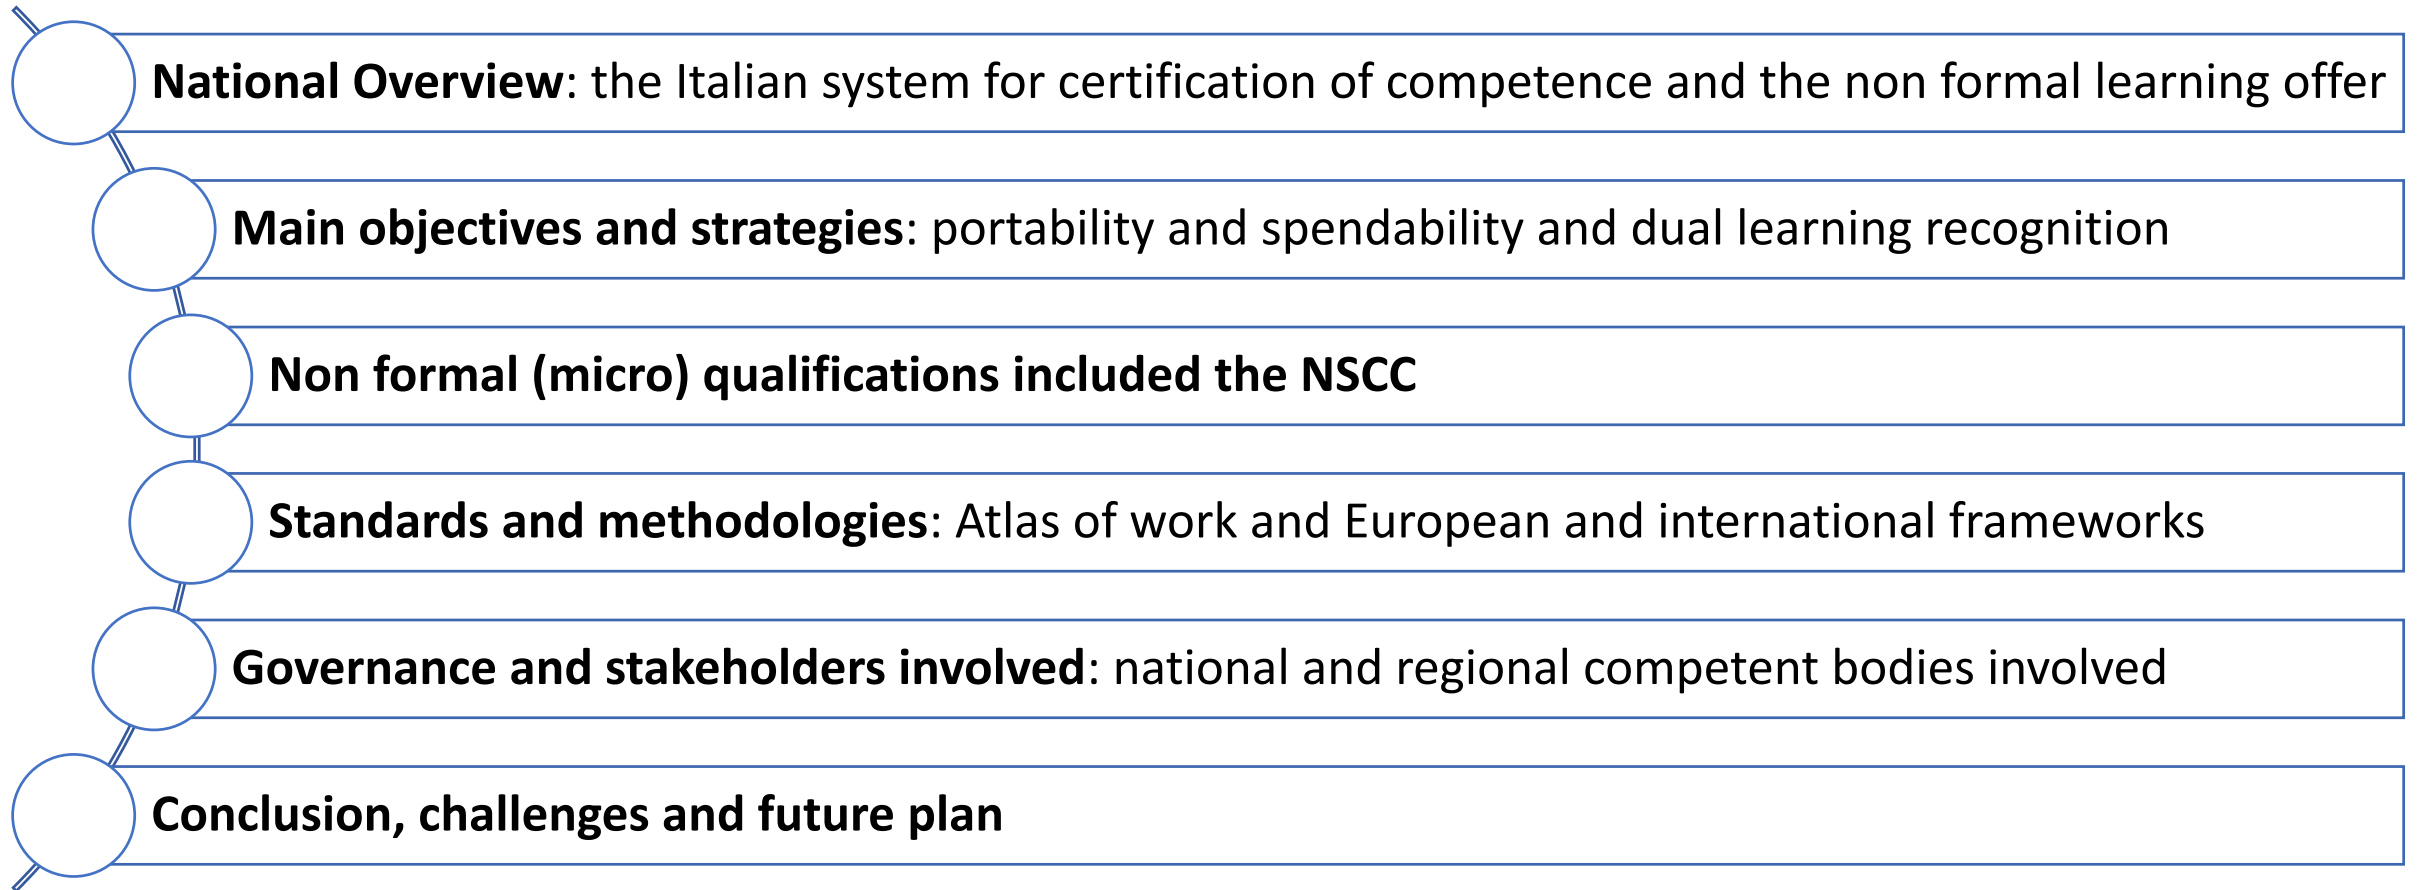 National Overview: the Italian system for certification of competence and the non formal learning offer
Main objectives and strategies: portability and spendability and dual learning recognition
Non formal (micro) qualifications included the NSCC
Standards and methodologies: Atlas of work and European and international frameworks
Governance and stakeholders involved: national and regional competent bodies involved
Conclusion, challenges and future plan